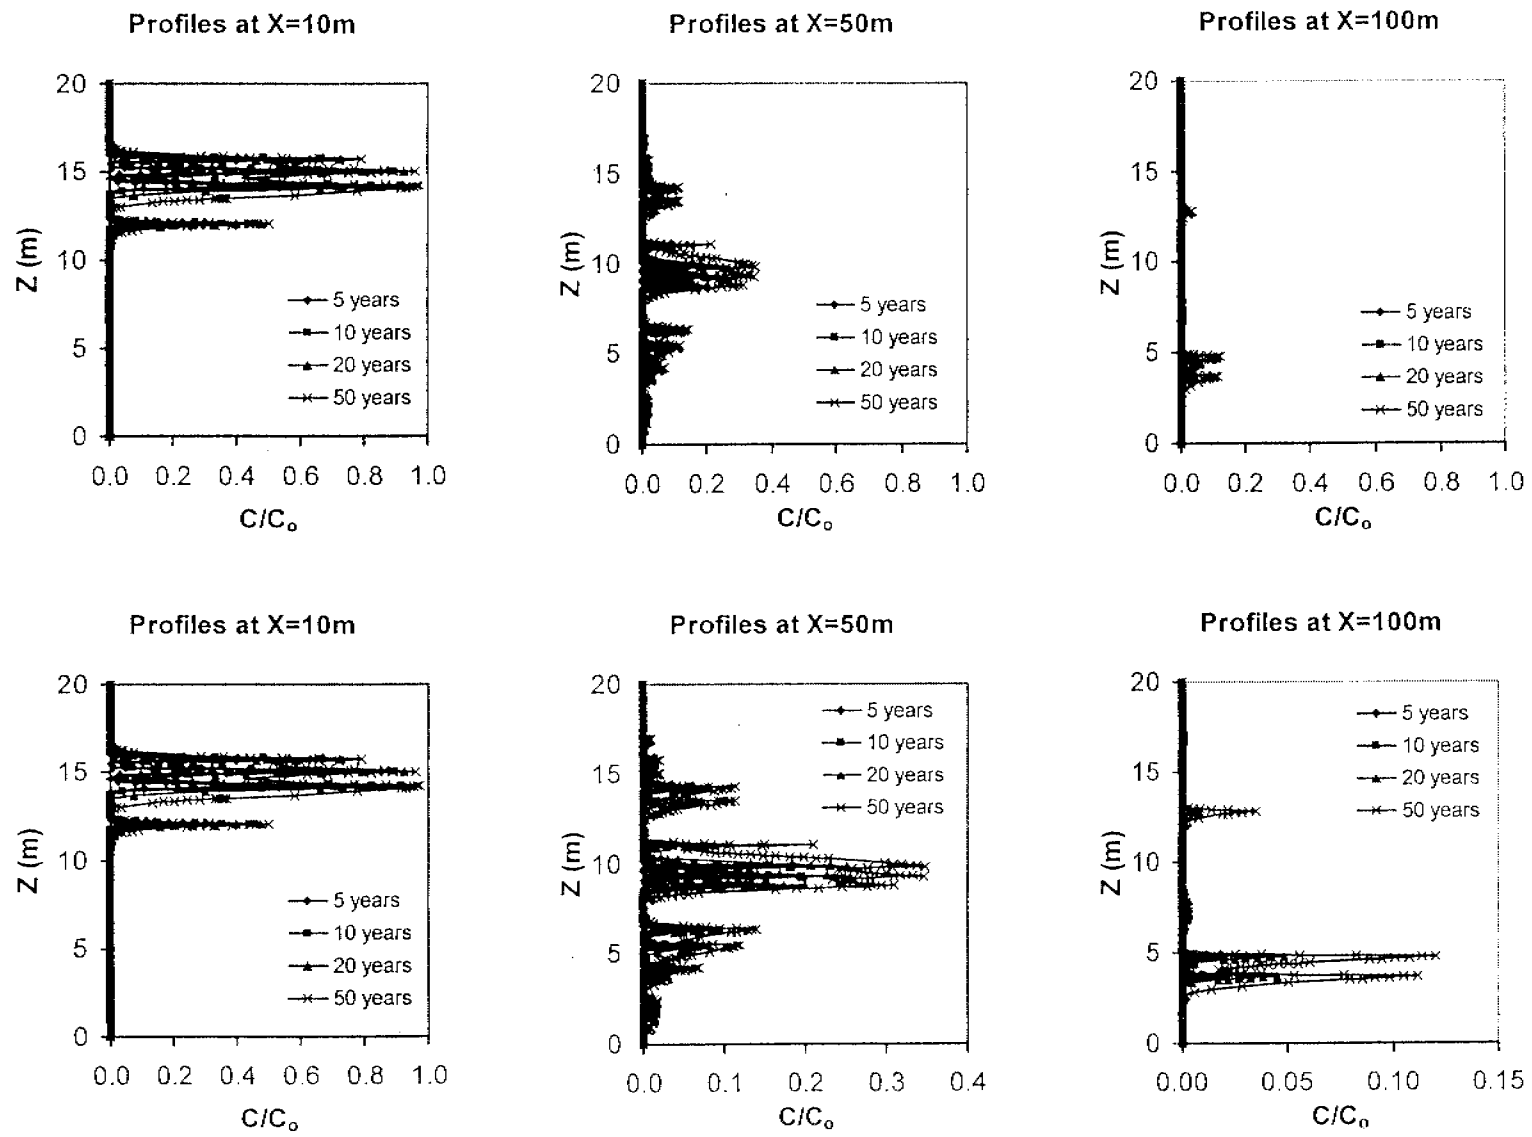 Profiles at X=10m
20
15
10
5
0
Z (m)
5 years
10 years
20 years
50 years
0.0 0.2 0.4 0.6 0.8 1.0
C/Co
Profiles at X=50m
20
15
10
5
0
Z (m)
5 years
10 years
20 years
50 years
0.0 0.2 0.4 0.6 0.8 1.0
C/Co
Profiles at X=100m
20
15
10
5
0
Z (m)
5 years
10 years
20 years
50 years
0.0 0.2 0.4 0.6 0.8 1.0
C/Co
Profiles at X=10m
20
15
10
5
0
Z (m)
5 years
10 years
20 years
50 years
0.0 0.2 0.4 0.6 0.8 1.0
C/Co
Profiles at X=50m
20
15
10
5
0
Z (m)
5 years
10 years
20 years
50 years
0.0 0.1 0.2 0.3 0.4
C/Co
Profiles at X=100m
20
15
10
5
0
Z (m)
5 years
10 years
20 years
50 years
0.00 0.05 0.10 0.15
C/Co